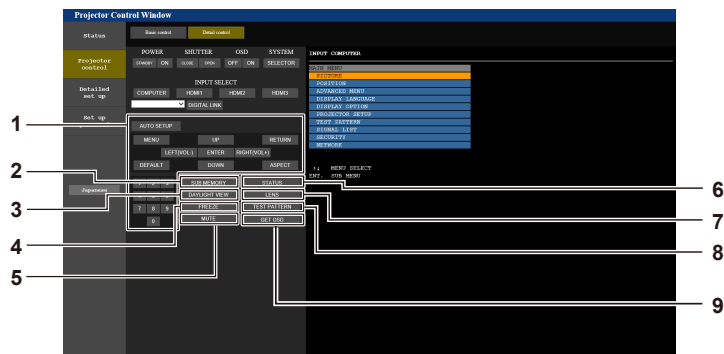 Projector Control Window
Status
Projector
control
Detailed
set up
Set up
Japanese
Basic control
Detail control
POWER SHUTTER OSD SYSTEM
STANDBY ON CLOSE OPEN OFF ON SELECTOR
INPUT SELECT
COMPUTER HDMI1 HDMI2 HDMI3
DIGITAL LINK
AUTO SETUP
MENU UP RETURN
LEFT(VOL-) ENTER RIGHT(VOL+)
DEFAULT DOWN ASPECT
SUB MEMORY STATUS
DAYLIGHT VIEW LENS
7 8 9 FREEZE TEST PATTERN
0 MUTE GET OSD
INPUT COMPUTER
MAIN MENU
PICTURE
POSITION
ADVANCED MENU
DISPLAY LANGUAGE
DISPLAY OPTION
PROJECTOR SETUP
TEST PATTERN
SIGNAL LIST
SECURITY
NETWORK
↑↓ MENU SELECT
ENT. SUB MENU
1
2
3
4
5
6
7
8
9